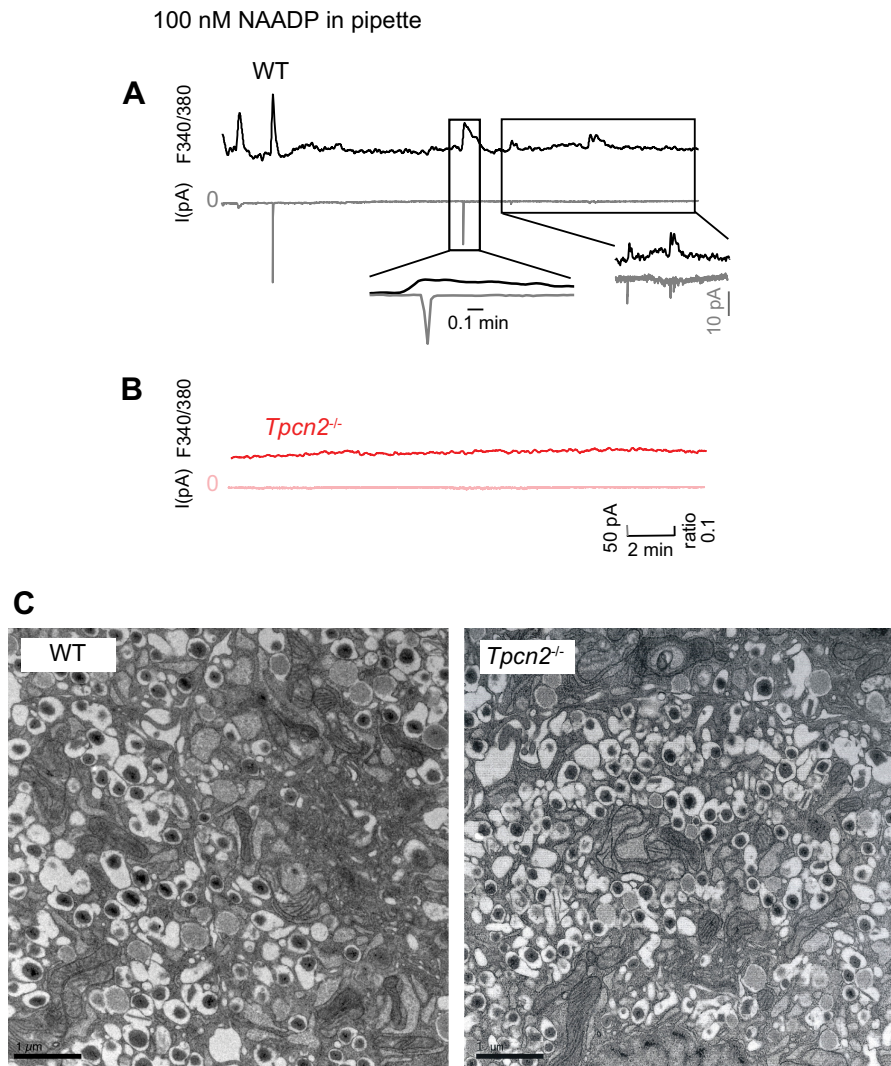 100 nM NAADP in pipette
A
WT
F340/380
I(pA)
0
0.1 min
10 pA
B
F340/380
Tpcn2-/-
I(pA)
0
50 pA
2 min
ratio
0.1
C
WT
Tpcn2-/-
1 µm
1 µm